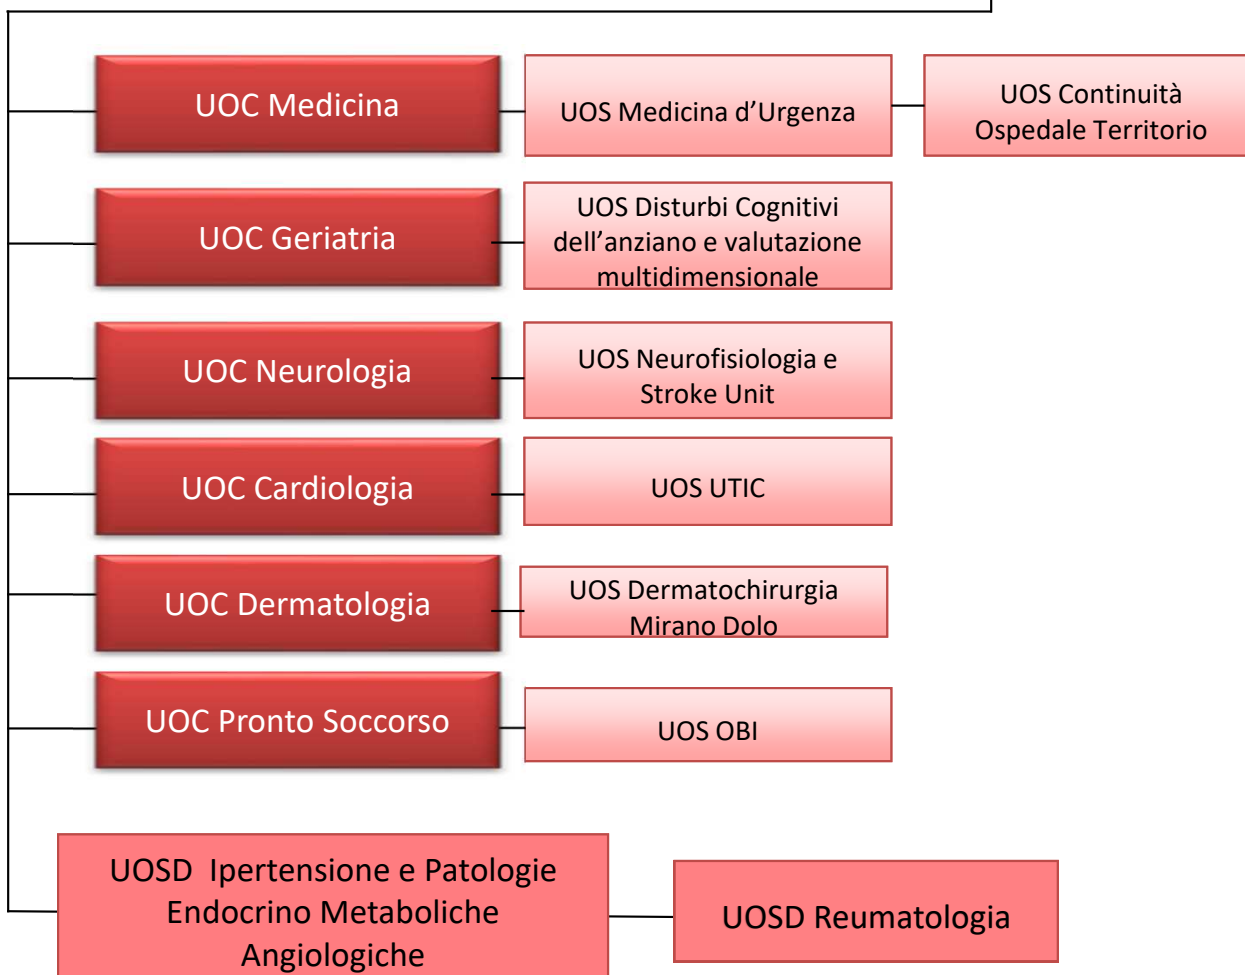 UOC Medicina
UOS Medicina d’Urgenza
UOS Continuità
Ospedale Territorio
UOC Geriatria
UOS Disturbi Cognitivi
dell’anziano e valutazione
multidimensionale
UOC Neurologia
UOS Neurofisiologia e
Stroke Unit
UOC Cardiologia
UOS UTIC
UOC Dermatologia
UOS Dermatochirurgia
Mirano Dolo
UOC Pronto Soccorso
UOS OBI
UOSD Ipertensione e Patologie
Endocrino Metaboliche
Angiologiche
UOSD Reumatologia